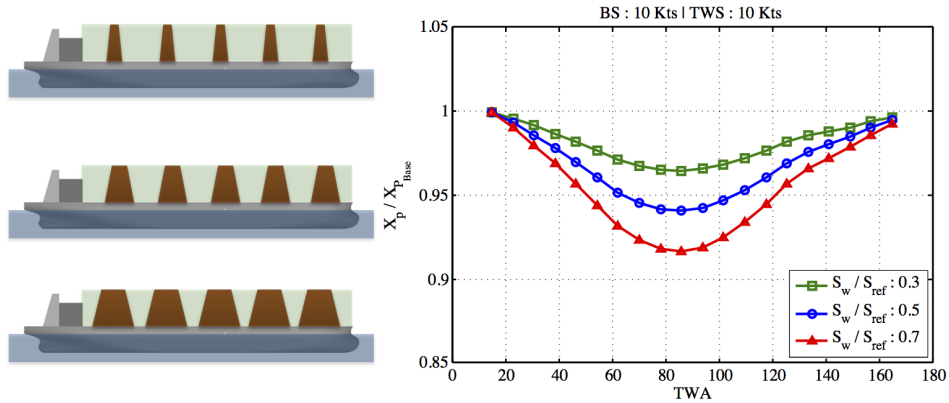 BS : 10 Kts | TWS : 10 Kts
1.05
1
0.95
0.9
0.85
X_p / X_P_Base
0 20 40 60 80 100 120 140 160 180
TWA
S_w / S_ref : 0.3
S_w / S_ref : 0.5
S_w / S_ref : 0.7